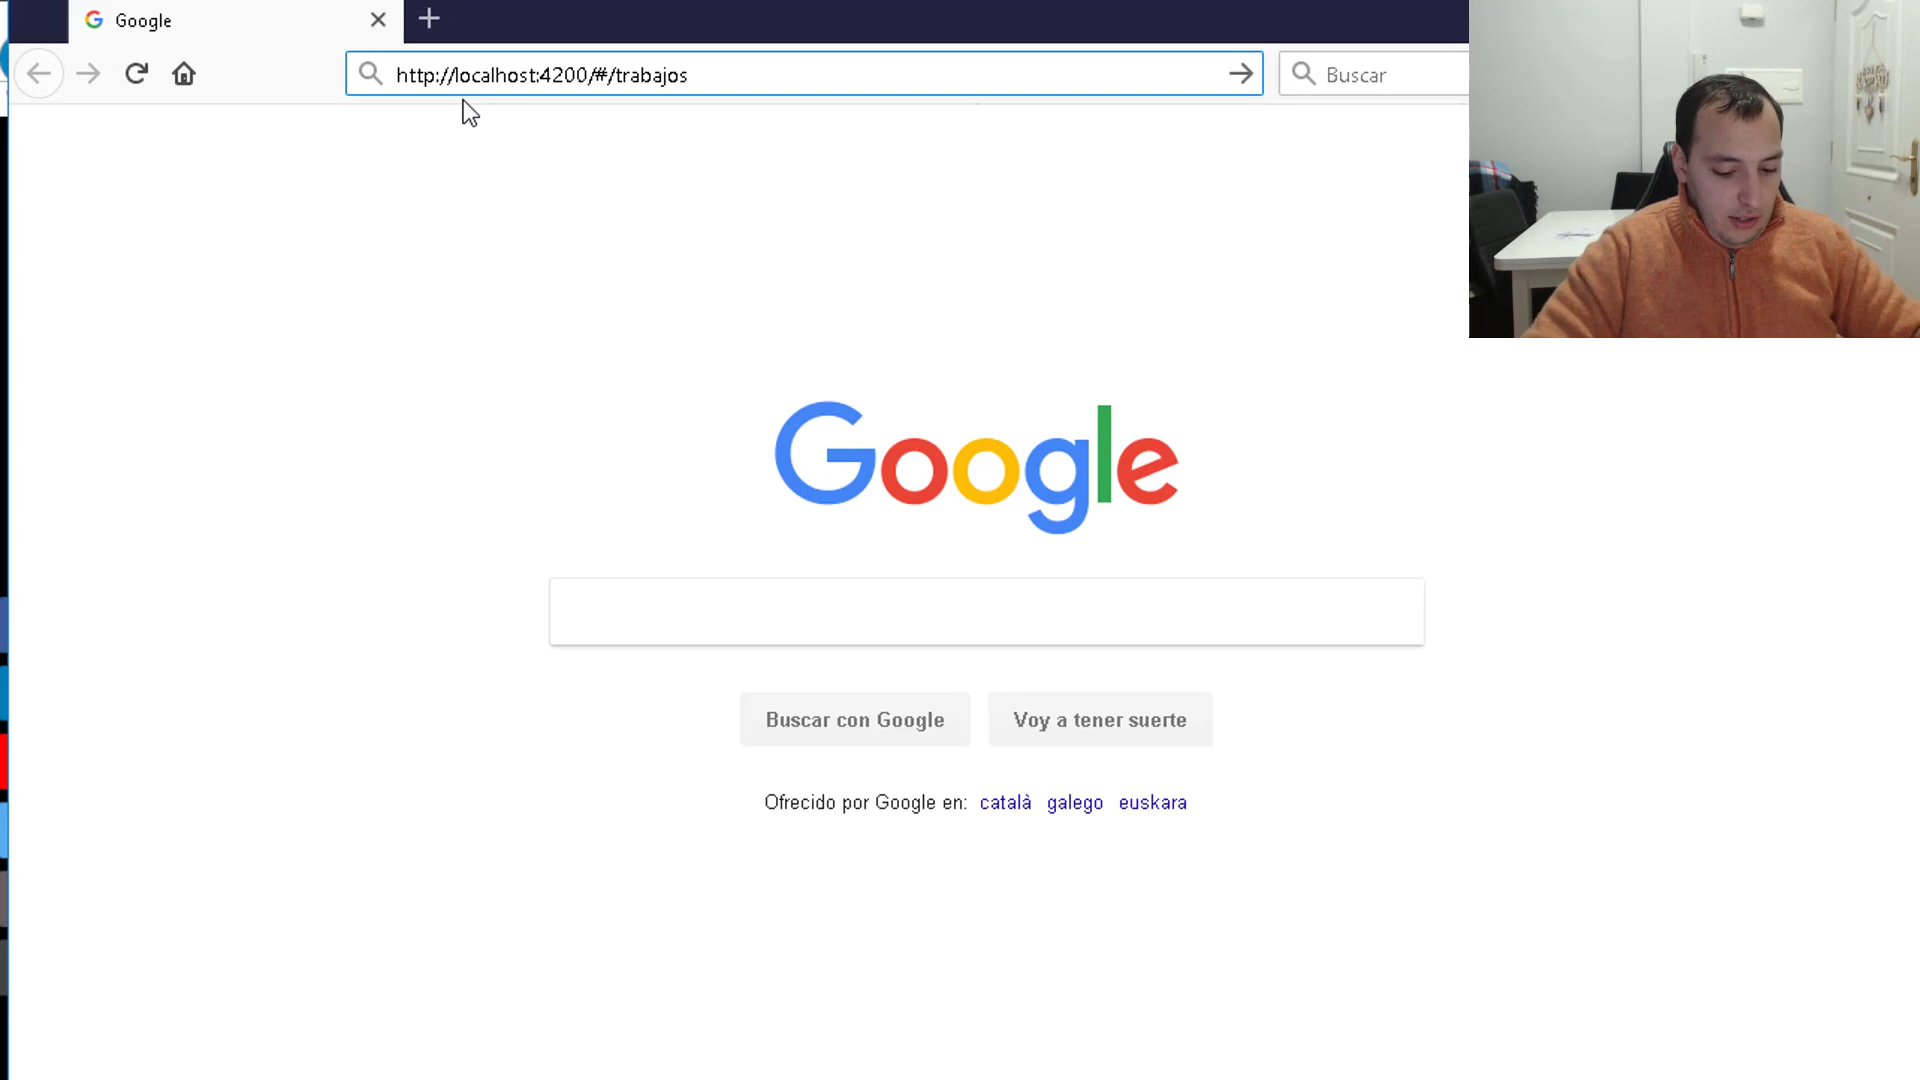 Google
http://localhost:4200/#/trabajos
Buscar
Google
Buscar con Google
Voy a tener suerte
Ofrecido por Google en: català galego euskara